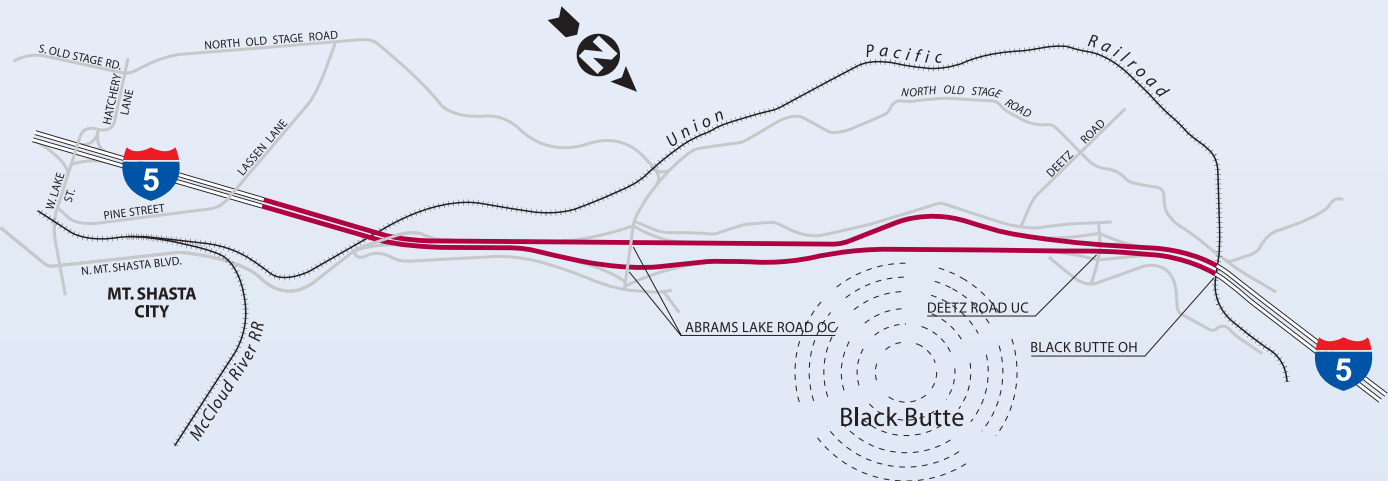 S. OLD STAGE RD.
NORTH OLD STAGE ROAD
HATCHERY
LANE
LASSEN LANE
5
W. LAKE
ST.
PINE STREET
N. MT. SHASTA BLVD.
MT. SHASTA
CITY
McCloud River RR
N
Union Pacific Railroad
NORTH OLD STAGE ROAD
DEETZ ROAD
ABRAMS LAKE ROAD OC
DEETZ ROAD UC
BLACK BUTTE OH
Black Butte
5